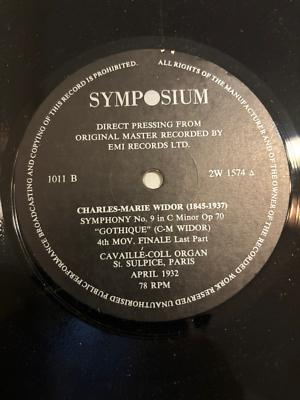 ALL RIGHTS OF THE MANUFACTURER AND OF THE OWNER OF THE RECORDED WORK RESERVED UNAUTHORISED PUBLIC PERFORMANCE BROADCASTING AND COPYING OF THIS RECORD IS PROHIBITED.
SYMPOSIUM
DIRECT PRESSING FROM
ORIGINAL MASTER RECORDED BY
EMI RECORDS LTD.
1011 B
2W 1574 △
CHARLES-MARIE WIDOR (1845-1937)
SYMPHONY No. 9 in C Minor Op 70
"GOTHIQUE" (C-M WIDOR)
4th MOV. FINALE Last Part
CAVAILLÉ-COLL ORGAN
St. SULPICE, PARIS
APRIL 1932
78 RPM